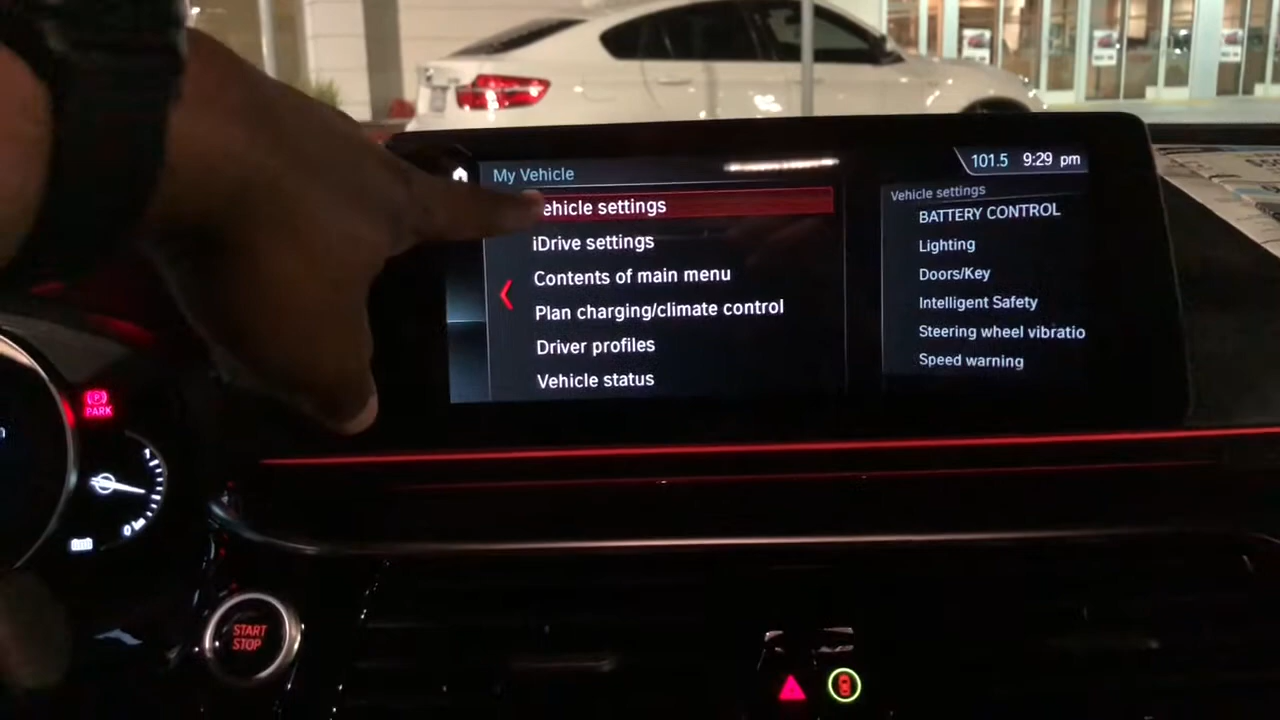 My Vehicle
101.5 9:29 pm
ehicle settings
iDrive settings
Contents of main menu
Plan charging/climate control
Driver profiles
Vehicle status
Vehicle settings
BATTERY CONTROL
Lighting
Doors/Key
Intelligent Safety
Steering wheel vibratio
Speed warning
P
PARK
1
0
START
STOP